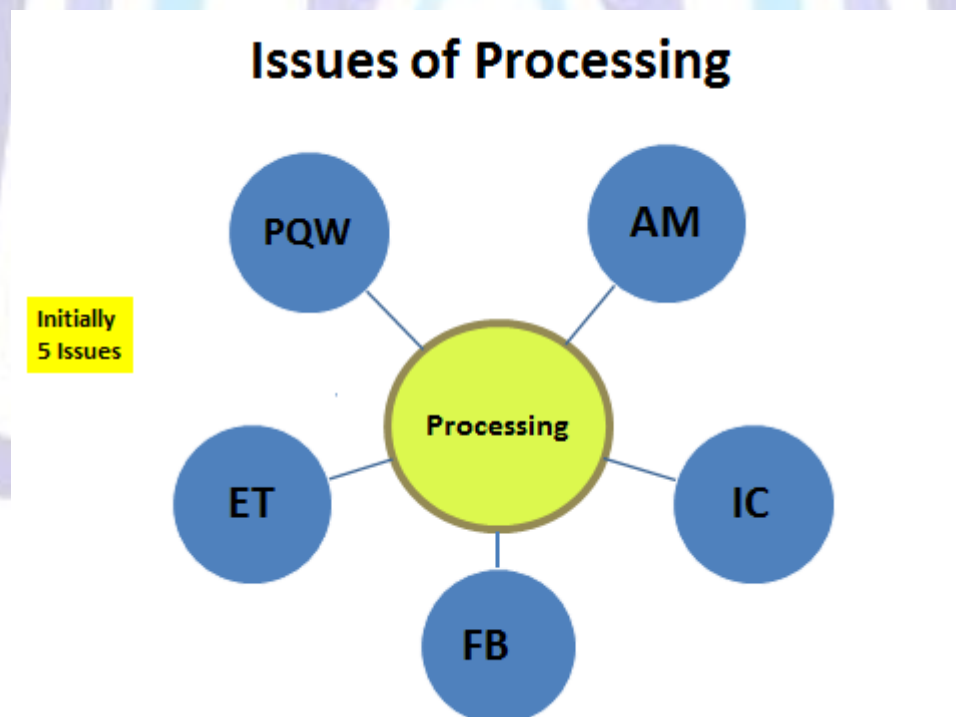 Issues of Processing
PQW
AM
Initially
5 Issues
Processing
ET
IC
FB